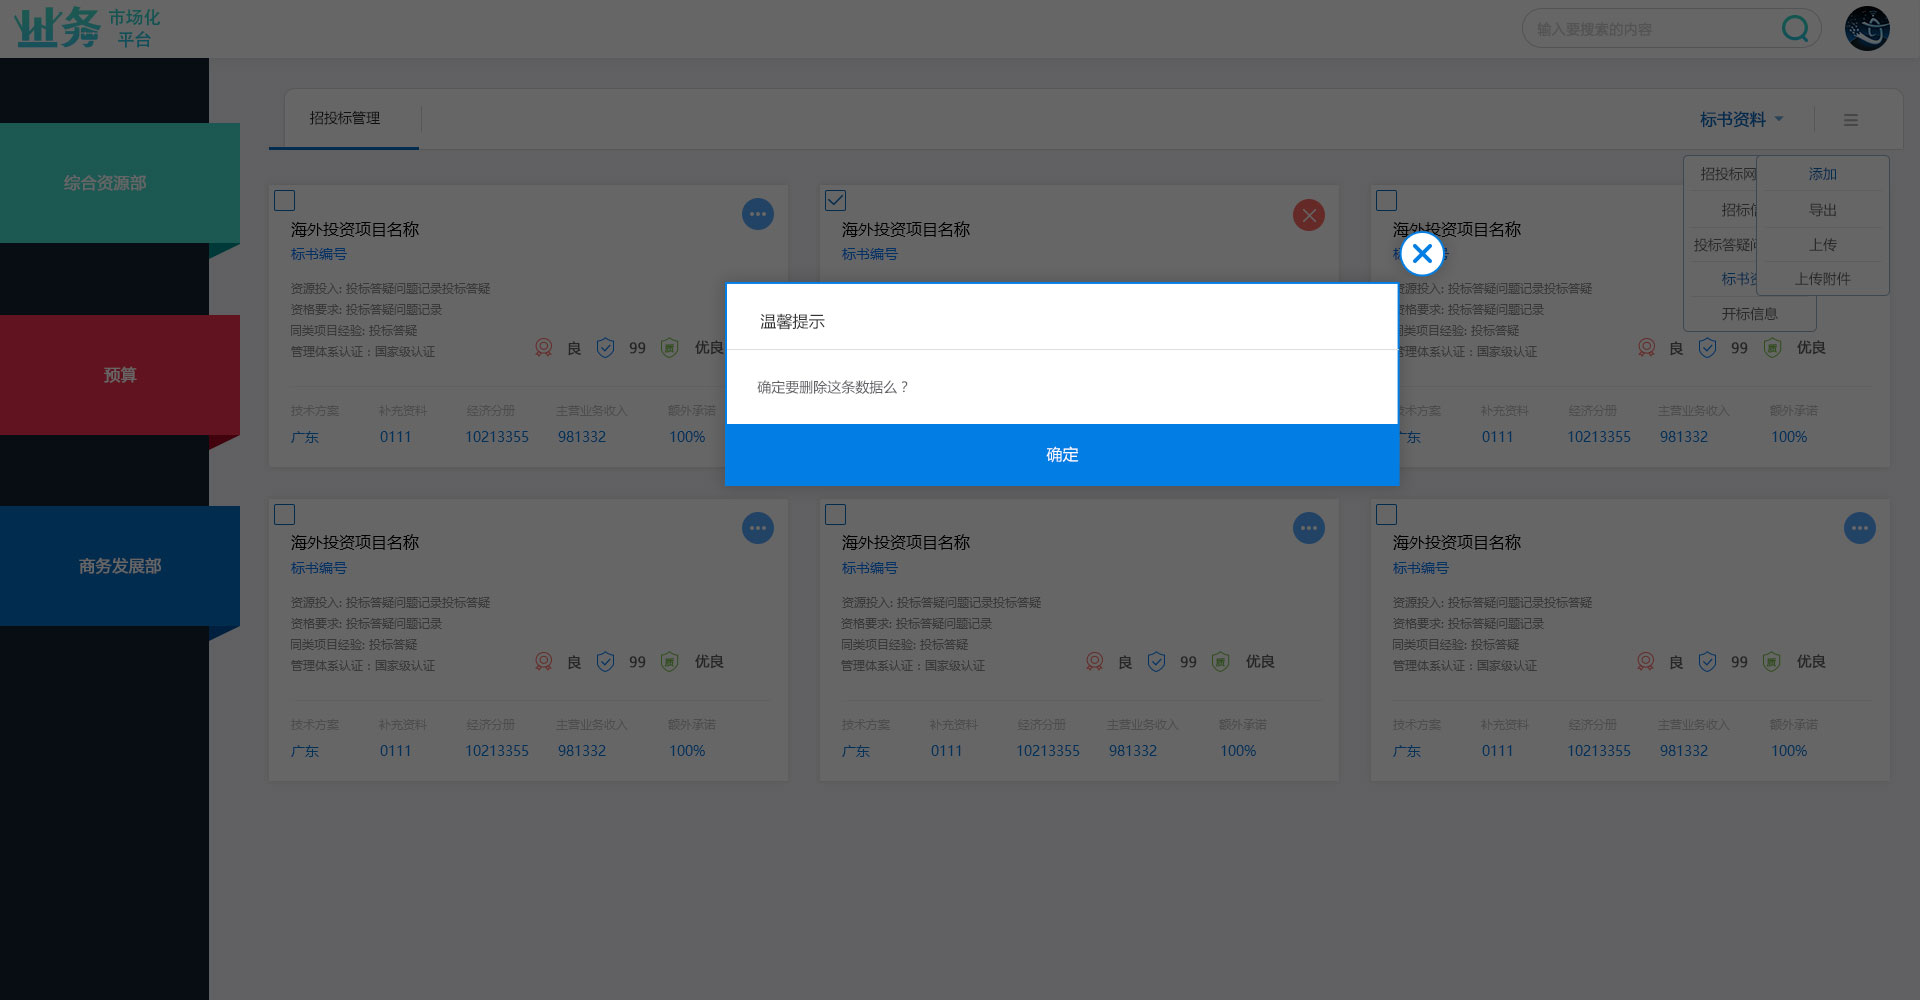 业务 市场化
平台
输入要搜索的内容
招投标管理
标书资料
综合资源部
预算
商务发展部
招投标网
招标信
投标答疑问
标书资
开标信息
添加
导出
上传
上传附件
海外投资项目名称
标书编号
资源投入: 投标答疑问题记录投标答疑
资格要求: 投标答疑问题记录
同类项目经验: 投标答疑
管理体系认证：国家级认证
良 99 质 优良
技术方案 补充资料 经济分册 主营业务收入 额外承诺
广东 0111 10213355 981332 100%
海外投资项目名称
标书编号
海外投资项目名称
标书编号
资源投入: 投标答疑问题记录投标答疑
资格要求: 投标答疑问题记录
同类项目经验: 投标答疑
管理体系认证：国家级认证
良 99 质 优良
技术方案 补充资料 经济分册 主营业务收入 额外承诺
广东 0111 10213355 981332 100%
温馨提示
确定要删除这条数据么？
确定
海外投资项目名称
标书编号
资源投入: 投标答疑问题记录投标答疑
资格要求: 投标答疑问题记录
同类项目经验: 投标答疑
管理体系认证：国家级认证
良 99 质 优良
技术方案 补充资料 经济分册 主营业务收入 额外承诺
广东 0111 10213355 981332 100%
海外投资项目名称
标书编号
资源投入: 投标答疑问题记录投标答疑
资格要求: 投标答疑问题记录
同类项目经验: 投标答疑
管理体系认证：国家级认证
良 99 质 优良
技术方案 补充资料 经济分册 主营业务收入 额外承诺
广东 0111 10213355 981332 100%
海外投资项目名称
标书编号
资源投入: 投标答疑问题记录投标答疑
资格要求: 投标答疑问题记录
同类项目经验: 投标答疑
管理体系认证：国家级认证
良 99 质 优良
技术方案 补充资料 经济分册 主营业务收入 额外承诺
广东 0111 10213355 981332 100%